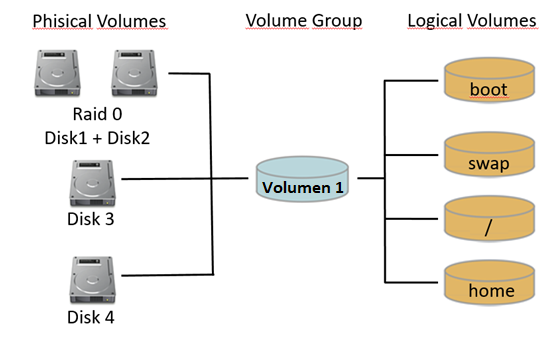 Phisical Volumes
Volume Group
Logical Volumes
Raid 0
Disk1 + Disk2
Disk 3
Disk 4
Volumen 1
boot
swap
/
home